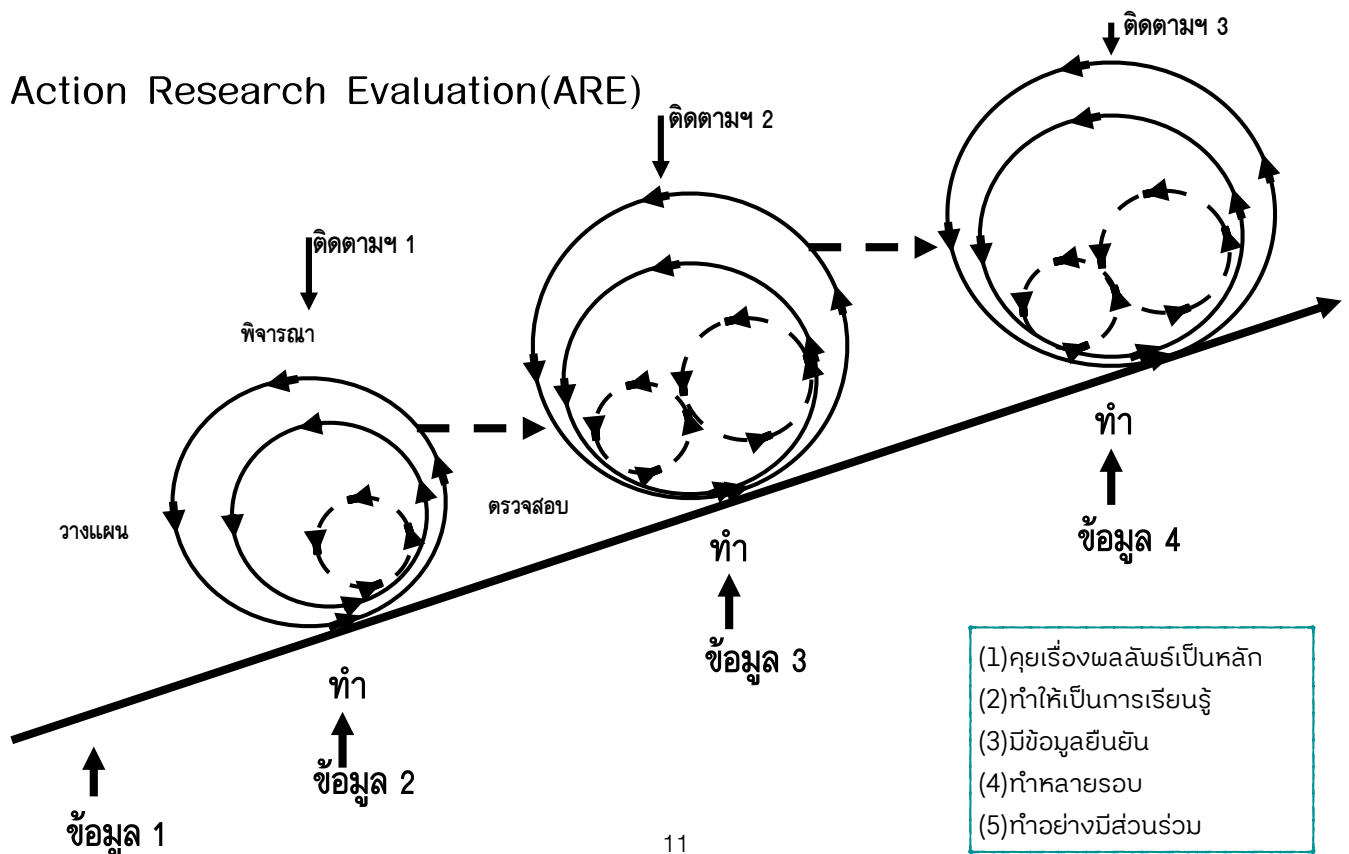 Action Research Evaluation(ARE)
ติดตามฯ 3
ติดตามฯ 2
ติดตามฯ 1
พิจารณา
วางแผน
ตรวจสอบ
ทำ
ข้อมูล 4
ทำ
ข้อมูล 3
ทำ
ข้อมูล 2
ข้อมูล 1
(1)คุยเรื่องผลลัพธ์เป็นหลัก
(2)ทำให้เป็นการเรียนรู้
(3)มีข้อมูลยืนยัน
(4)ทำหลายรอบ
(5)ทำอย่างมีส่วนร่วม
11